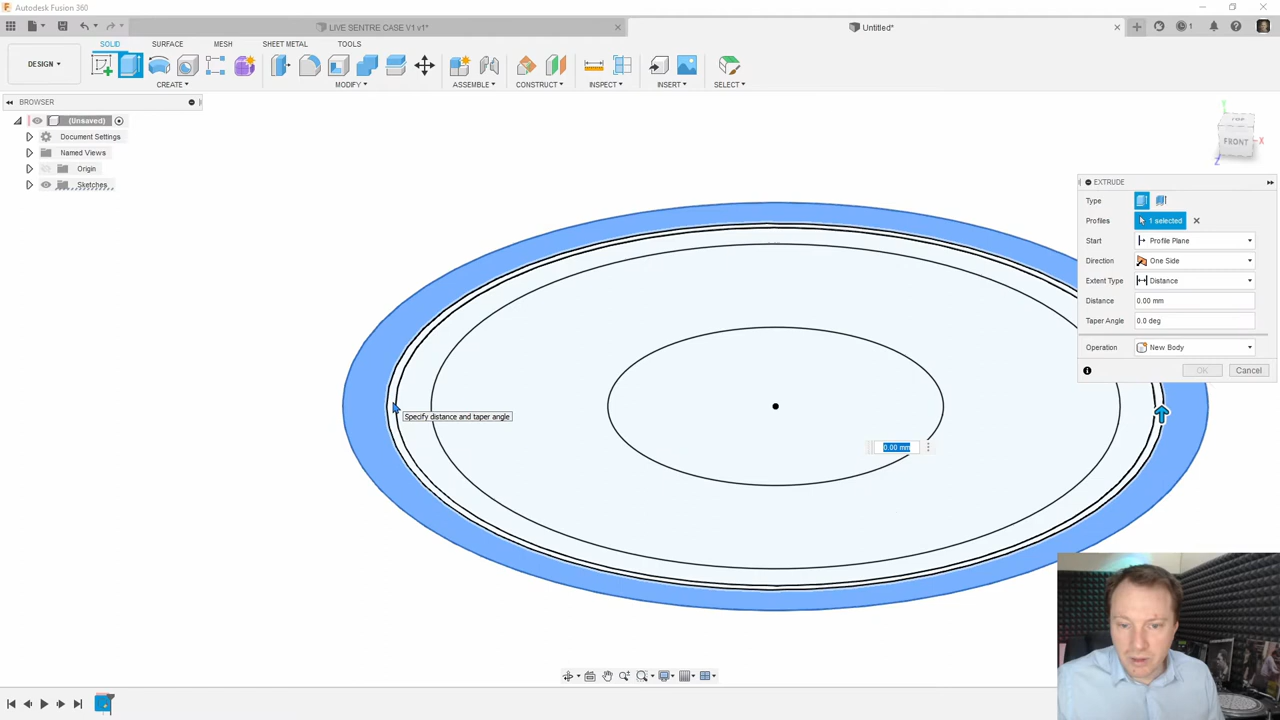 Autodesk Fusion 360
LIVE SENTRE CASE V1 v1*
Untitled*
SOLID SURFACE MESH SHEET METAL TOOLS
DESIGN
CREATE MODIFY ASSEMBLE CONSTRUCT INSPECT INSERT SELECT
BROWSER
(Unsaved)
Document Settings
Named Views
Origin
Sketches
TOP
FRONT
Y
X
Z
EXTRUDE
Type
Profiles 1 selected
Start Profile Plane
Direction One Side
Extent Type Distance
Distance 0.00 mm
Taper Angle 0.0 deg
Operation New Body
OK Cancel
Specify distance and taper angle
0.00 mm